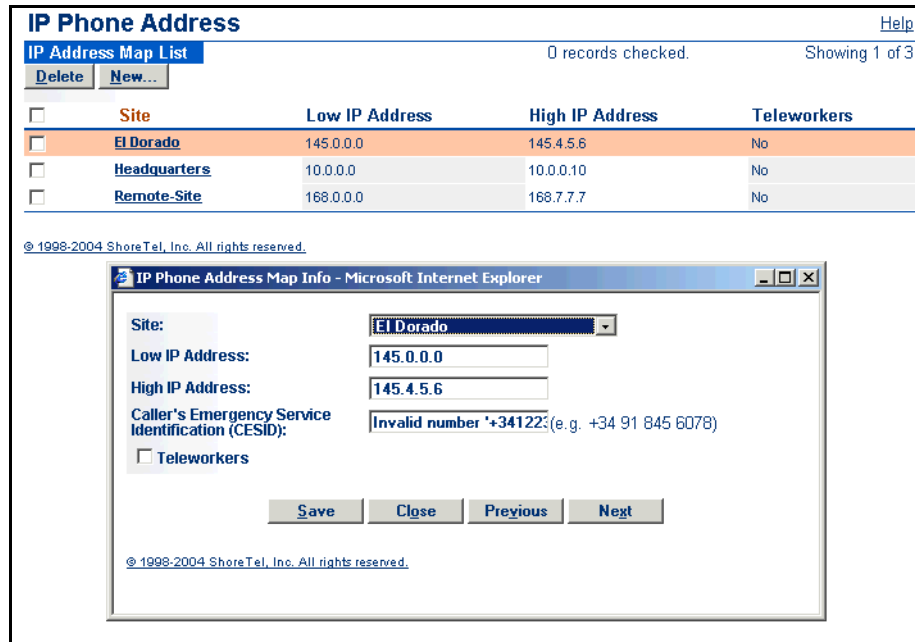 IP Phone Address
Help
IP Address Map List
0 records checked.
Showing 1 of 3
Delete
New...
Site
Low IP Address
High IP Address
Teleworkers
El Dorado
145.0.0.0
145.4.5.6
No
Headquarters
10.0.0.0
10.0.0.10
No
Remote-Site
168.0.0.0
168.7.7.7
No
© 1998-2004 ShoreTel, Inc. All rights reserved.
IP Phone Address Map Info - Microsoft Internet Explorer
Site:
El Dorado
Low IP Address:
145.0.0.0
High IP Address:
145.4.5.6
Caller's Emergency Service
Identification (CESID):
Invalid number '+34122
(e.g. +34 91 845 6078)
Teleworkers
Save
Close
Previous
Next
© 1998-2004 ShoreTel, Inc. All rights reserved.